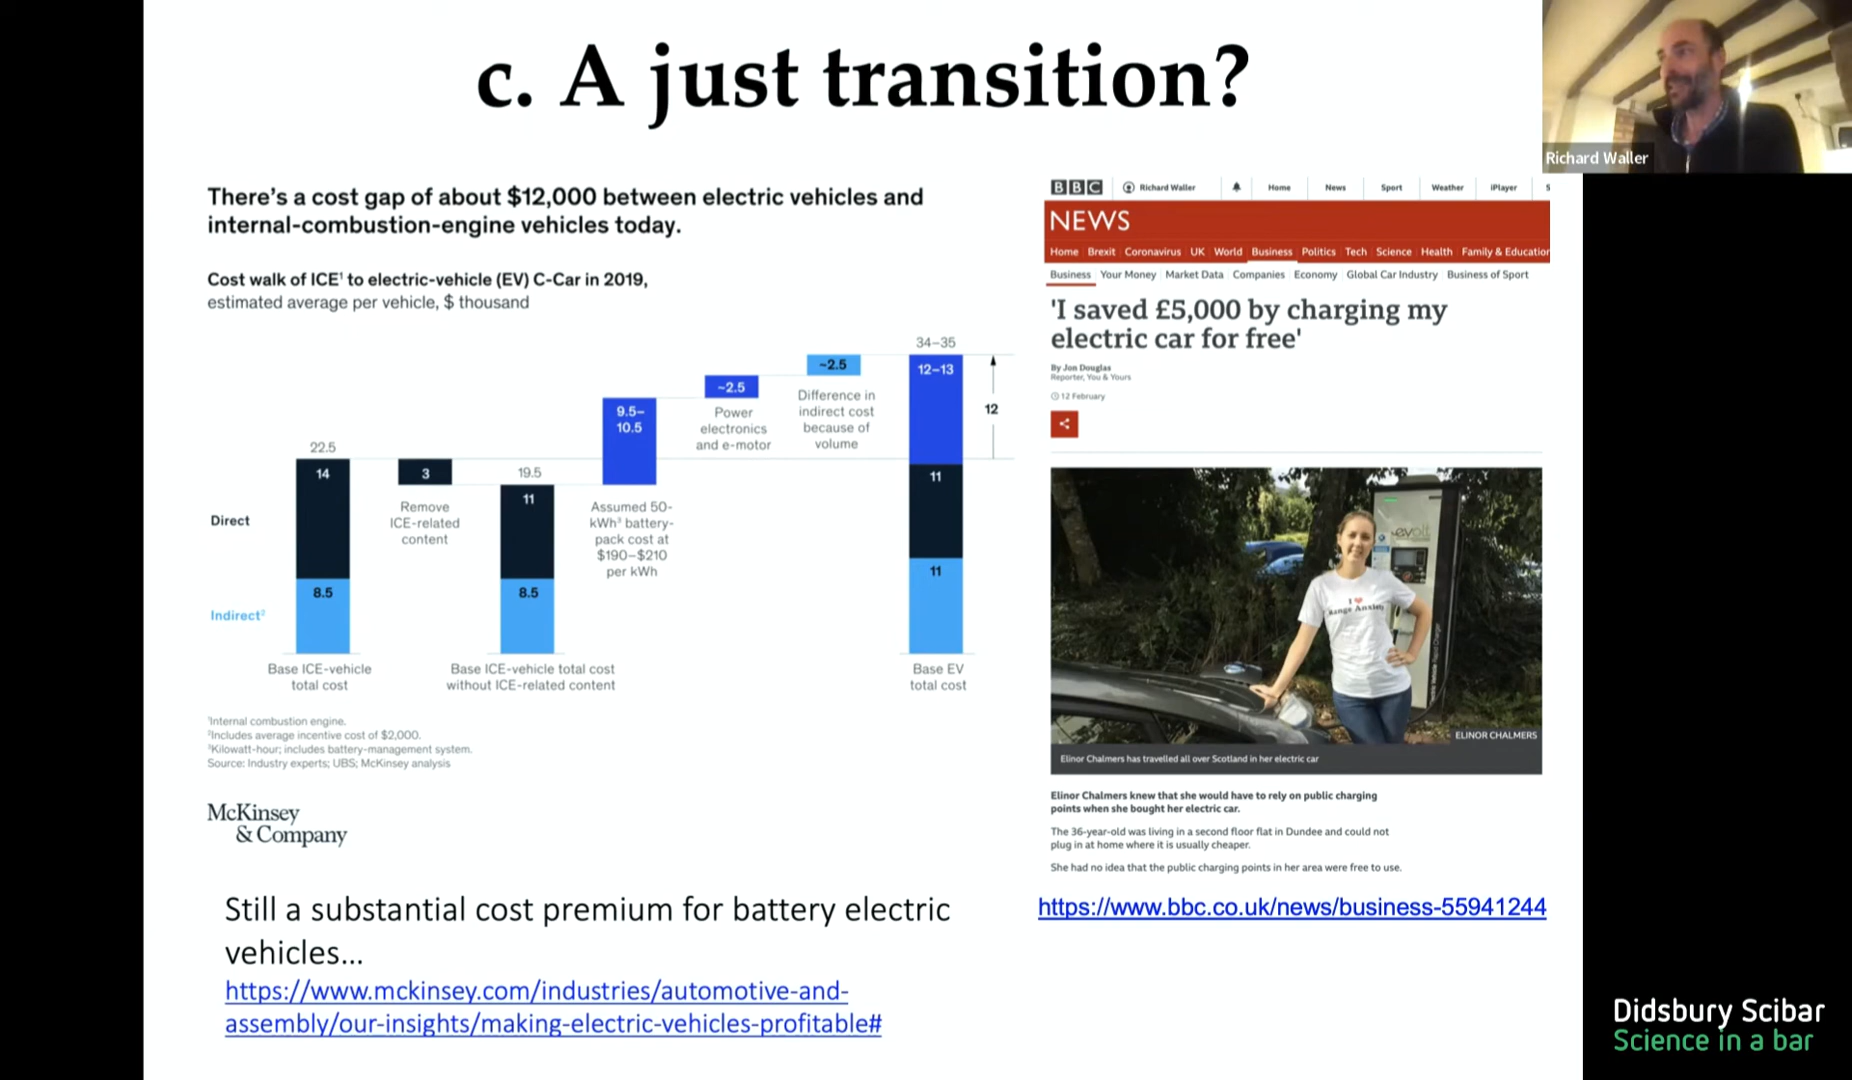 c. A just transition?
Richard Waller
There's a cost gap of about $12,000 between electric vehicles and
internal-combustion-engine vehicles today.
Cost walk of ICE¹ to electric-vehicle (EV) C-Car in 2019,
estimated average per vehicle, $ thousand
22.5
14
8.5
Direct
Indirect²
Base ICE-vehicle
total cost
3
Remove
ICE-related
content
19.5
11
8.5
Base ICE-vehicle total cost
without ICE-related content
9.5–
10.5
Assumed 50-
kWh³ battery-
pack cost at
$190–$210
per kWh
~2.5
Power
electronics
and e-motor
~2.5
Difference in
indirect cost
because of
volume
34–35
12–13
11
11
Base EV
total cost
12
¹Internal combustion engine.
²Includes average incentive cost of $2,000.
³Kilowatt-hour; includes battery-management system.
Source: Industry experts; UBS; McKinsey analysis
McKinsey
& Company
Still a substantial cost premium for battery electric
vehicles...
https://www.mckinsey.com/industries/automotive-and-
assembly/our-insights/making-electric-vehicles-profitable#
BBC Richard Waller Home News Sport Weather iPlayer S
NEWS
Home Brexit Coronavirus UK World Business Politics Tech Science Health Family & Education
Business Your Money Market Data Companies Economy Global Car Industry Business of Sport
'I saved £5,000 by charging my
electric car for free'
By Jon Douglas
Reporter, You & Yours
12 February
evolt
I ❤
Range Anxiety
ELINOR CHALMERS
Elinor Chalmers has travelled all over Scotland in her electric car
Elinor Chalmers knew that she would have to rely on public charging
points when she bought her electric car.
The 36-year-old was living in a second floor flat in Dundee and could not
plug in at home where it is usually cheaper.
She had no idea that the public charging points in her area were free to use.
https://www.bbc.co.uk/news/business-55941244
Didsbury Scibar
Science in a bar